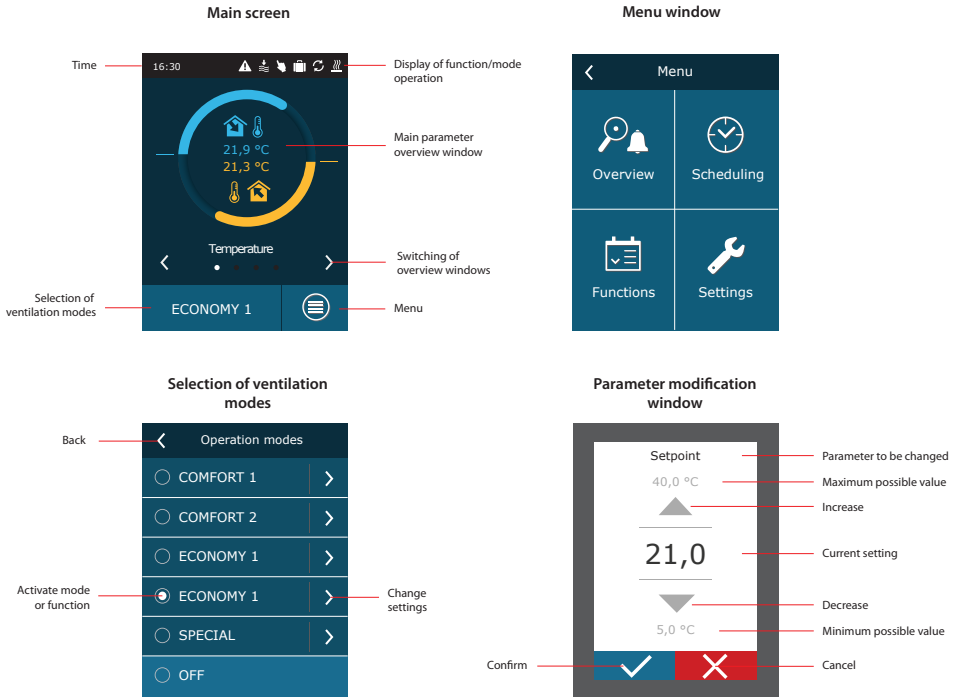 Main screen
Time
16:30
Display of function/mode
operation
21,9 °C
21,3 °C
Main parameter
overview window
Temperature
Switching of
overview windows
Selection of
ventilation modes
ECONOMY 1
Menu
Menu window
Menu
Overview
Scheduling
Functions
Settings
Selection of ventilation
modes
Back
Operation modes
COMFORT 1
COMFORT 2
ECONOMY 1
Activate mode
or function
ECONOMY 1
Change
settings
SPECIAL
OFF
Parameter modification
window
Setpoint
Parameter to be changed
40,0 °C
Maximum possible value
Increase
21,0
Current setting
Decrease
5,0 °C
Minimum possible value
Confirm
Cancel